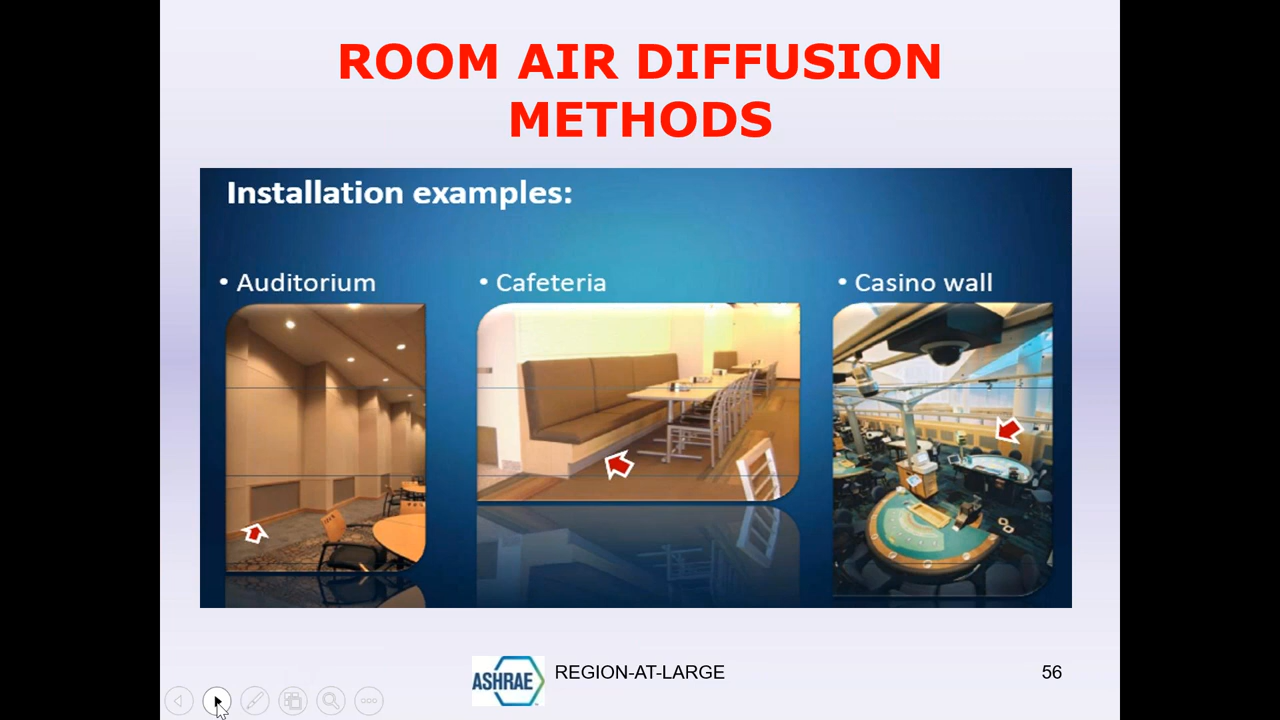 ROOM AIR DIFFUSION
METHODS
Installation examples:
• Auditorium
• Cafeteria
• Casino wall
ASHRAE
REGION-AT-LARGE
56